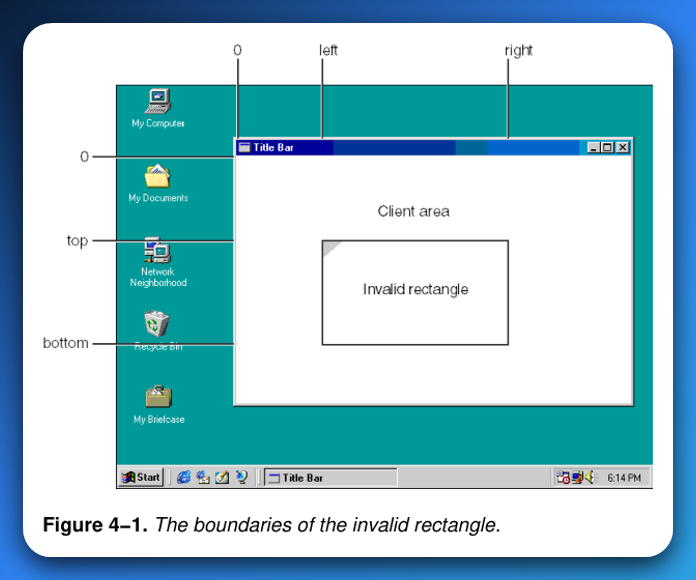 0 left right
My Computer
Title Bar
0
My Documents
Client area
top
Network
Neighborhood
Invalid rectangle
bottom
Recycle Bin
My Briefcase
Start
Title Bar
6:14 PM
Figure 4–1. The boundaries of the invalid rectangle.